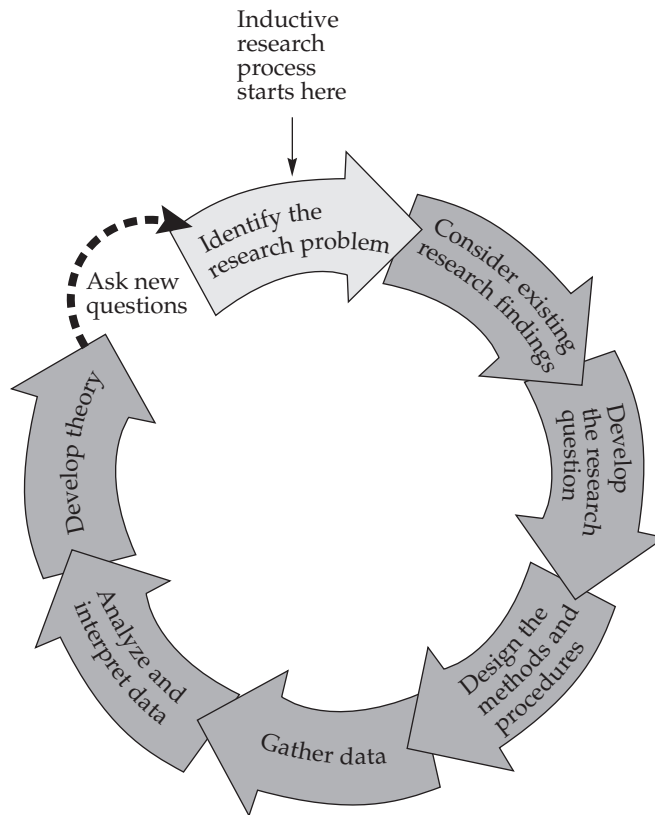 Inductive
research
process
starts here
Identify the
research problem
Consider existing
research findings
Develop
the research
question
Design the
methods and
procedures
Gather data
Analyze and
interpret data
Develop theory
Ask new
questions